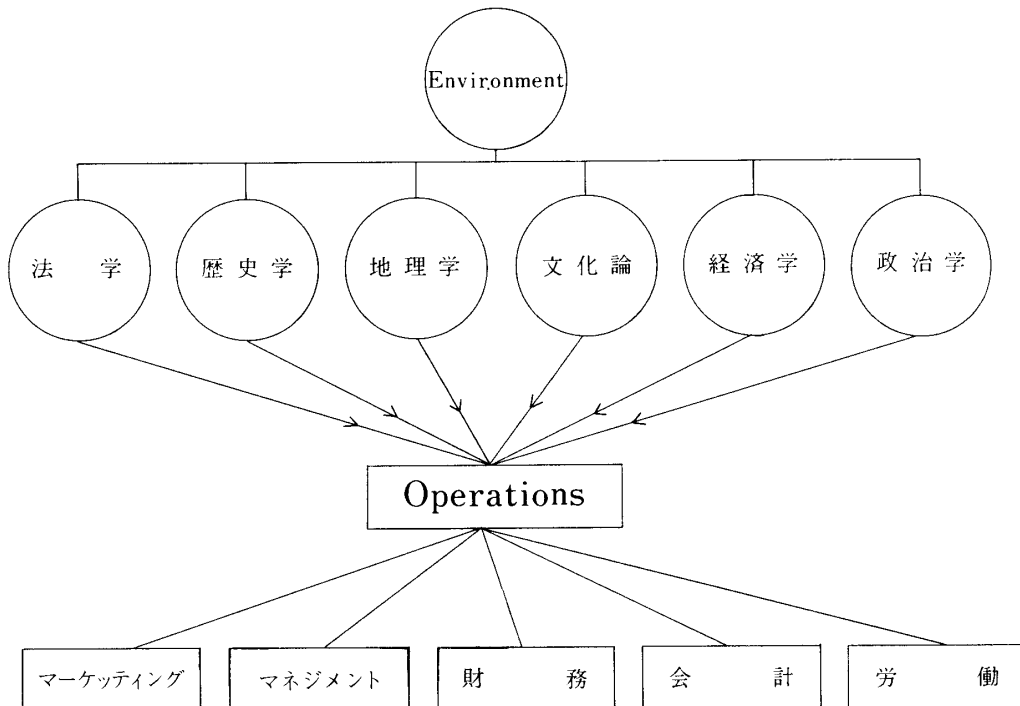 Environment
法学
歴史学
地理学
文化論
経済学
政治学
Operations
マーケッティング
マネジメント
財務
会計
労働